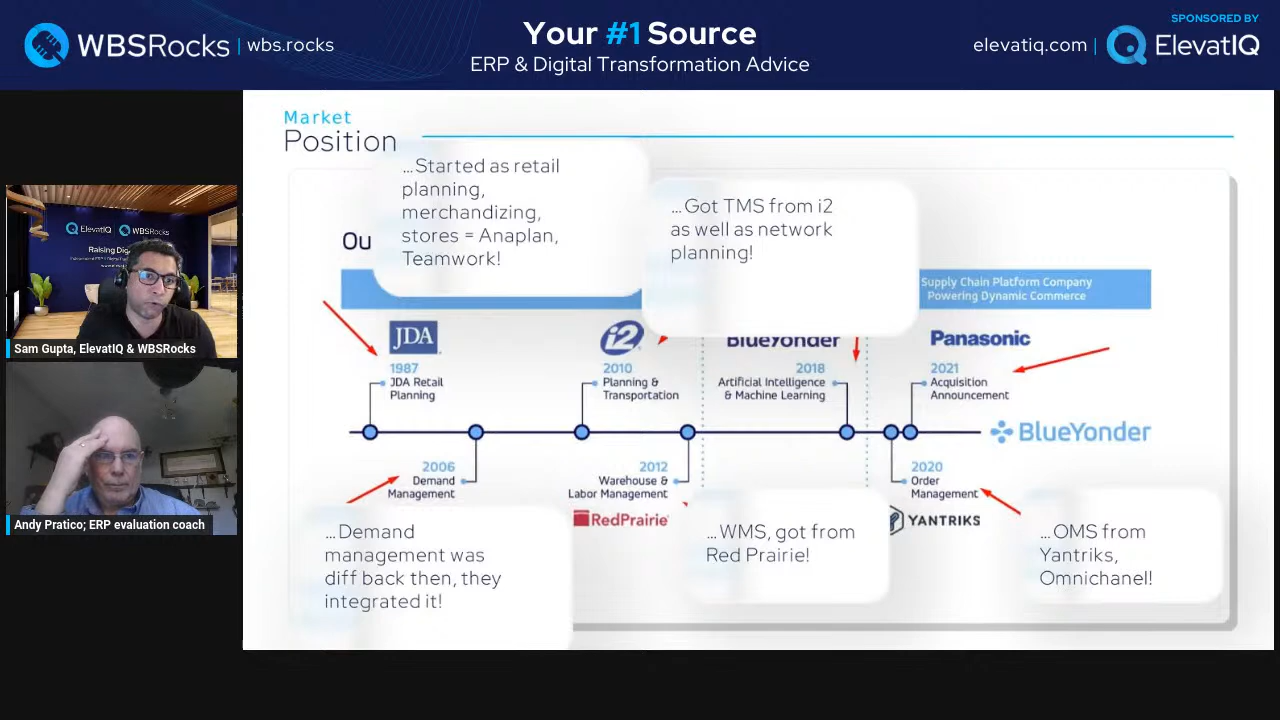 WBSRocks | wbs.rocks
Your #1 Source
ERP & Digital Transformation Advice
SPONSORED BY
elevatiq.com | ElevatIQ
Market
Position
...Started as retail
planning,
merchandizing,
stores = Anaplan,
Teamwork!
...Got TMS from i2
as well as network
planning!
Ou
Supply Chain Platform Company
Powering Dynamic Commerce
JDA
1987
JDA Retail
Planning
i2
2010
Planning &
Transportation
BlueYonder
2018
Artificial Intelligence
& Machine Learning
Panasonic
2021
Acquisition
Announcement
BlueYonder
2006
Demand
Management
2012
Warehouse &
Labor Management
RedPrairie
2020
Order
Management
YANTRIKS
...Demand
management was
diff back then, they
integrated it!
...WMS, got from
Red Prairie!
...OMS from
Yantriks,
Omnichanel!
ElevatIQ | WBSRocks
Sam Gupta, ElevatIQ & WBSRocks
Andy Pratico; ERP evaluation coach